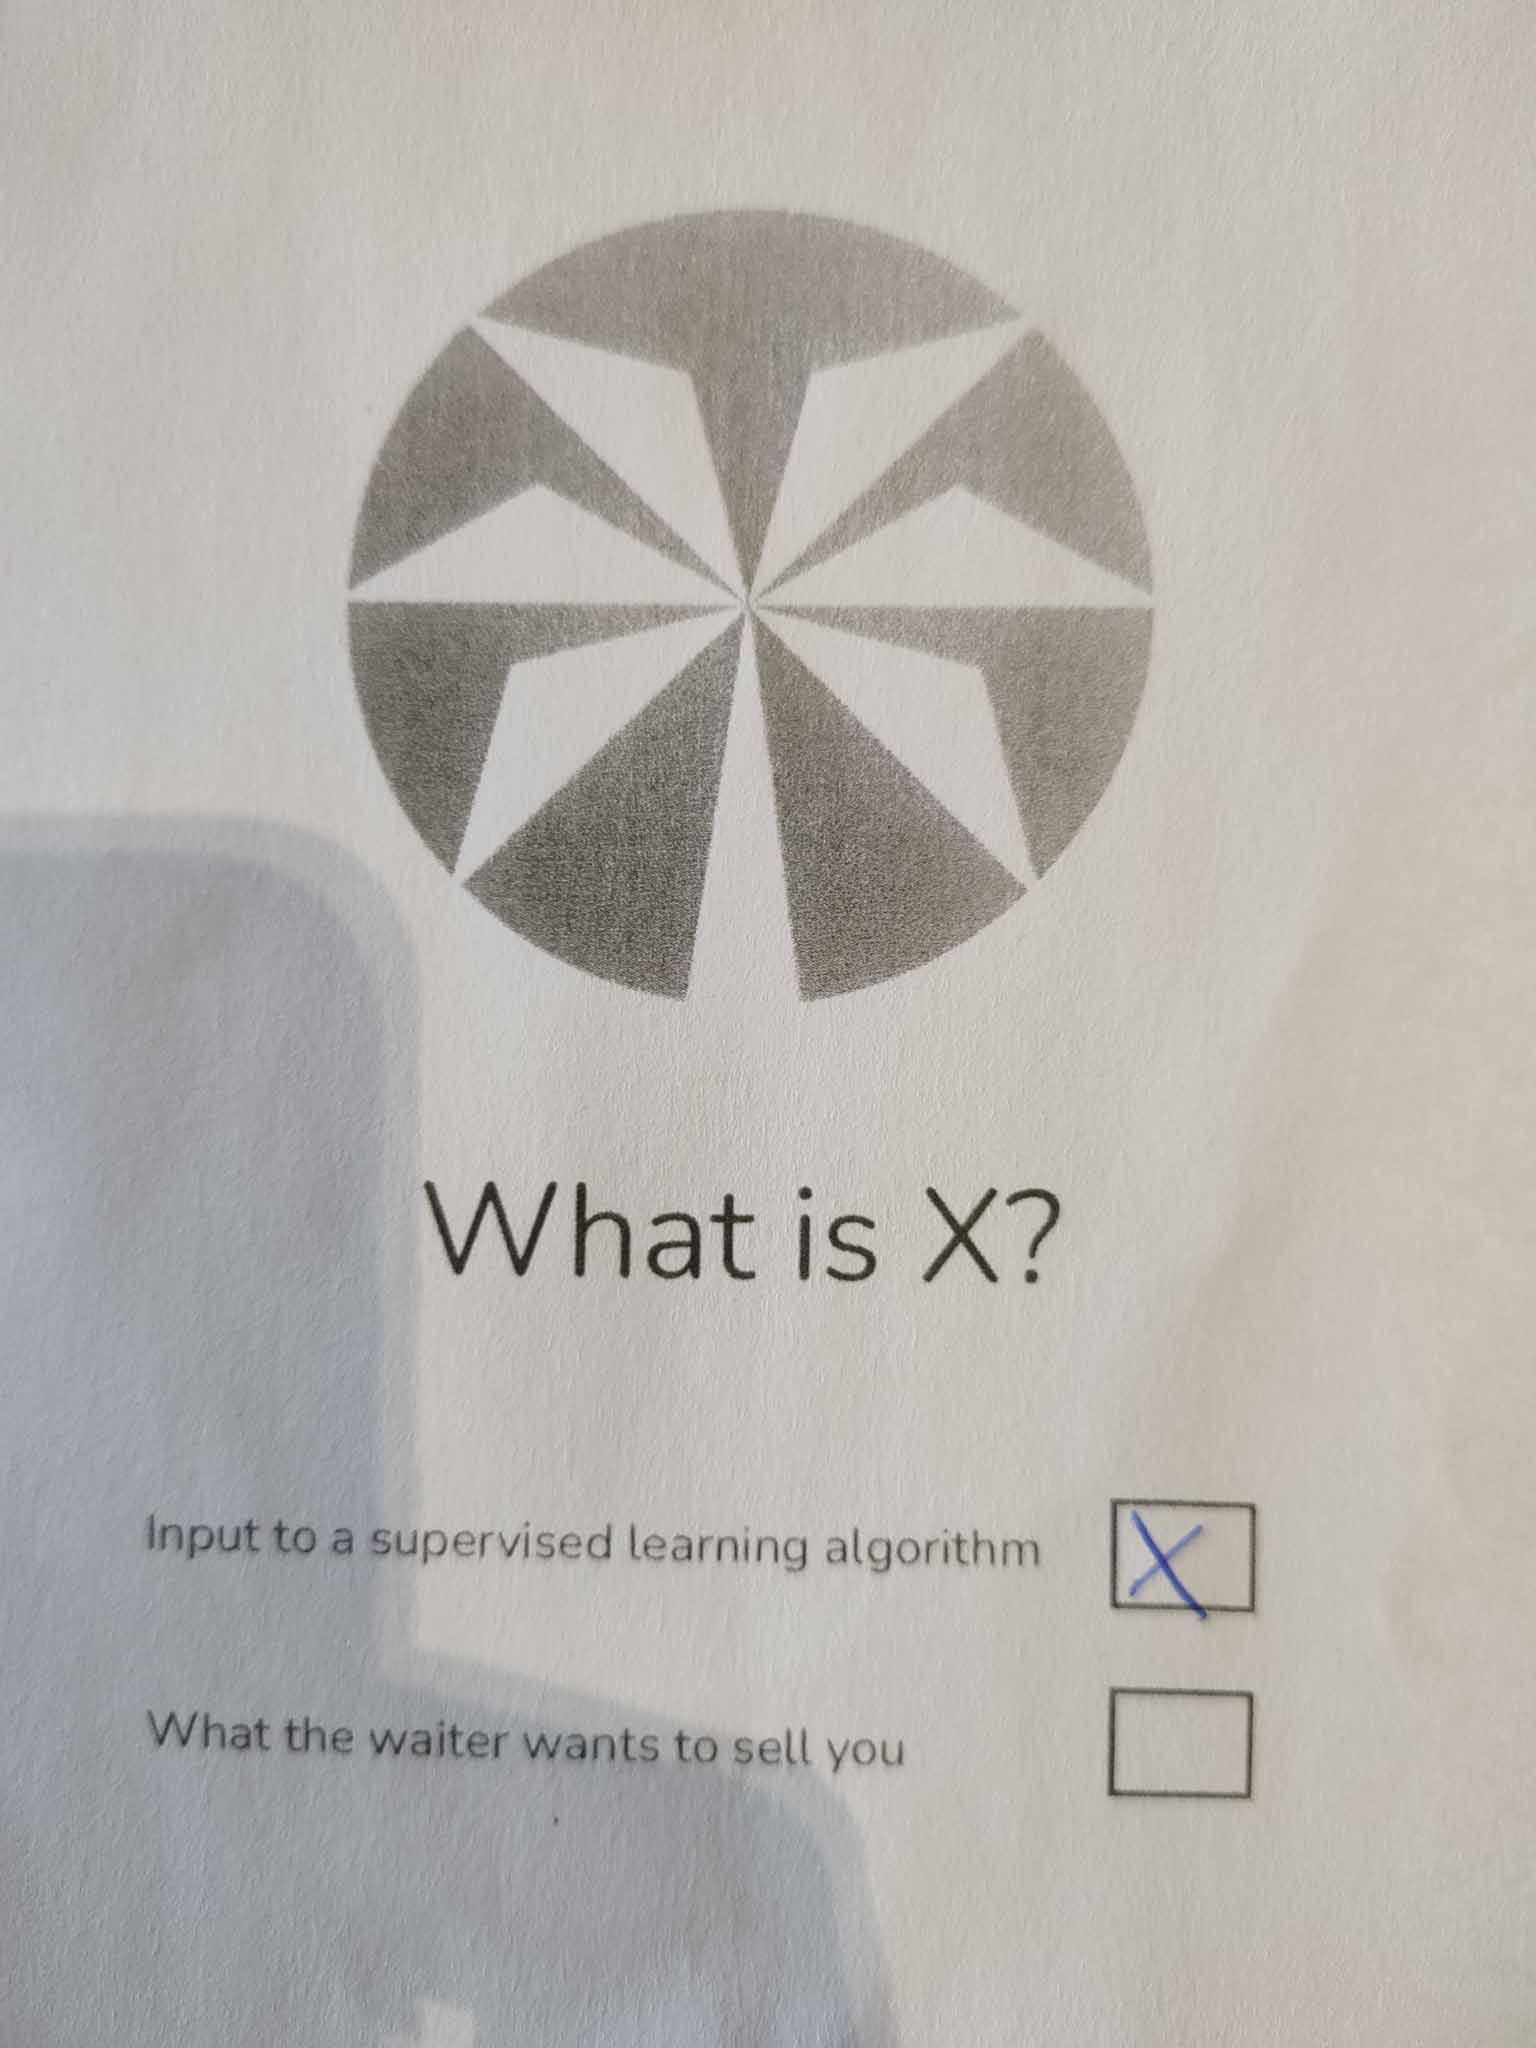 What is X?
Input to a supervised learning algorithm X
What the waiter wants to sell you